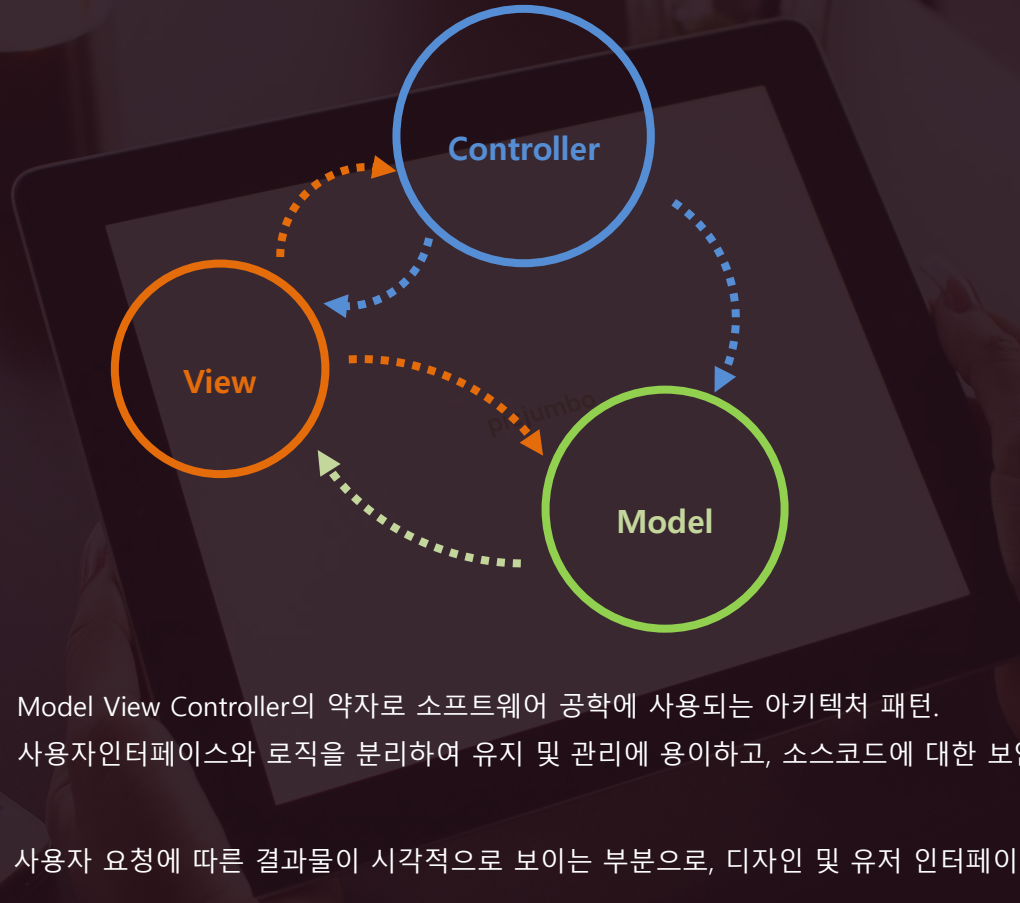 Controller
View
picjumbo
Model
Model View Controller의 약자로 소프트웨어 공학에 사용되는 아키텍처 패턴.
사용자인터페이스와 로직을 분리하여 유지 및 관리에 용이하고, 소스코드에 대한
사용자 요청에 따른 결과물이 시각적으로 보이는 부분으로, 디자인 및 유저